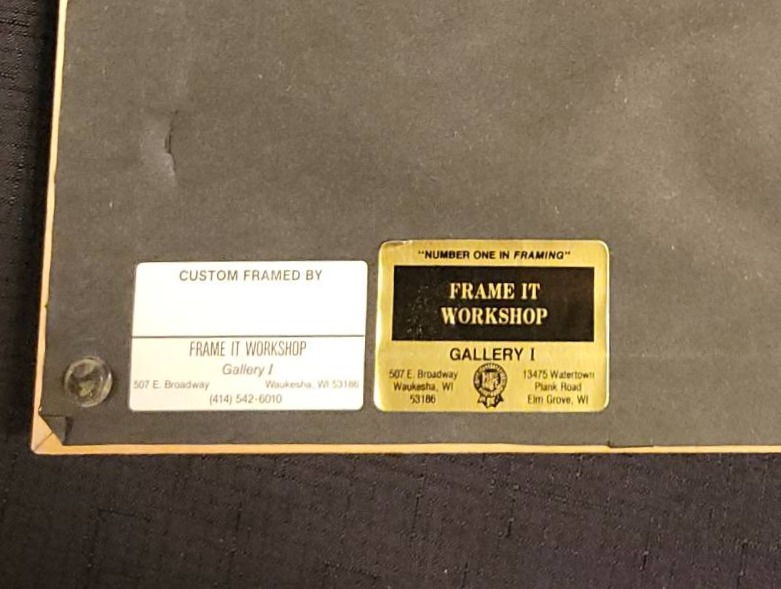 CUSTOM FRAMED BY
FRAME IT WORKSHOP
Gallery I
507 E. Broadway Waukesha, WI 53186
(414) 542-6010
"NUMBER ONE IN FRAMING"
FRAME IT
WORKSHOP
GALLERY I
507 E. Broadway
Waukesha, WI
53186
13475 Watertown
Plank Road
Elm Grove, WI